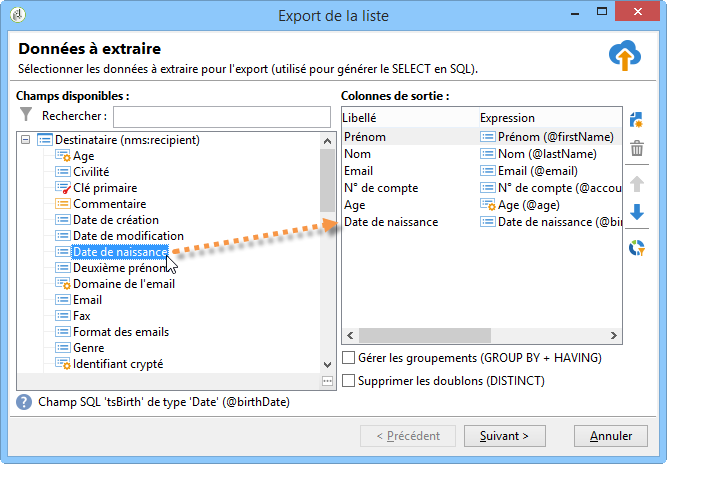 Export de la liste
Données à extraire
Sélectionner les données à extraire pour l'export (utilisé pour générer le SELECT en SQL).
Champs disponibles :
Rechercher :
Destinataire (nms:recipient)
Age
Civilité
Clé primaire
Commentaire
Date de création
Date de modification
Date de naissance
Deuxième prénom
Domaine de l'email
Email
Fax
Format des emails
Genre
Identifiant crypté
Colonnes de sortie :
Libellé Expression
Prénom Prénom (@firstName)
Nom Nom (@lastName)
Email Email (@email)
N° de compte N° de compte (@accou
Age Age (@age)
Date de naissance Date de naissance (@bi
Gérer les groupements (GROUP BY + HAVING)
Supprimer les doublons (DISTINCT)
Champ SQL 'tsBirth' de type 'Date' (@birthDate)
< Précédent Suivant > Annuler